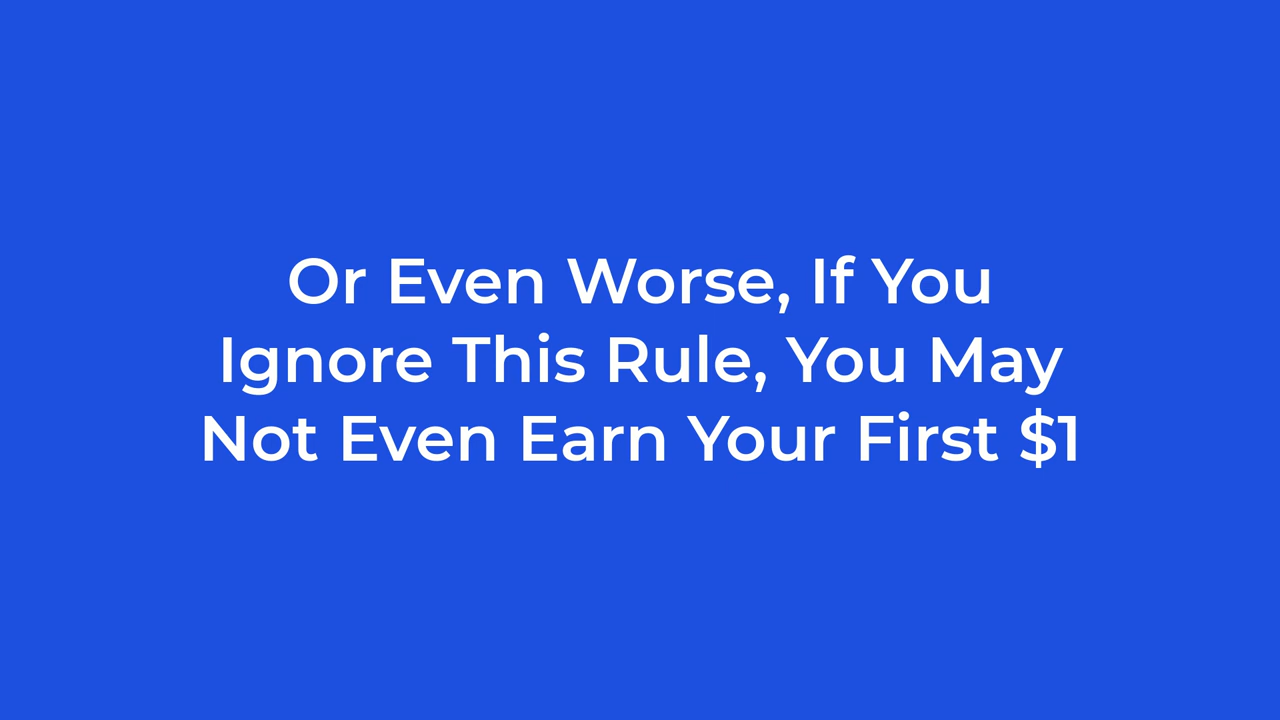 Or Even Worse, If You
Ignore This Rule, You May
Not Even Earn Your First $1